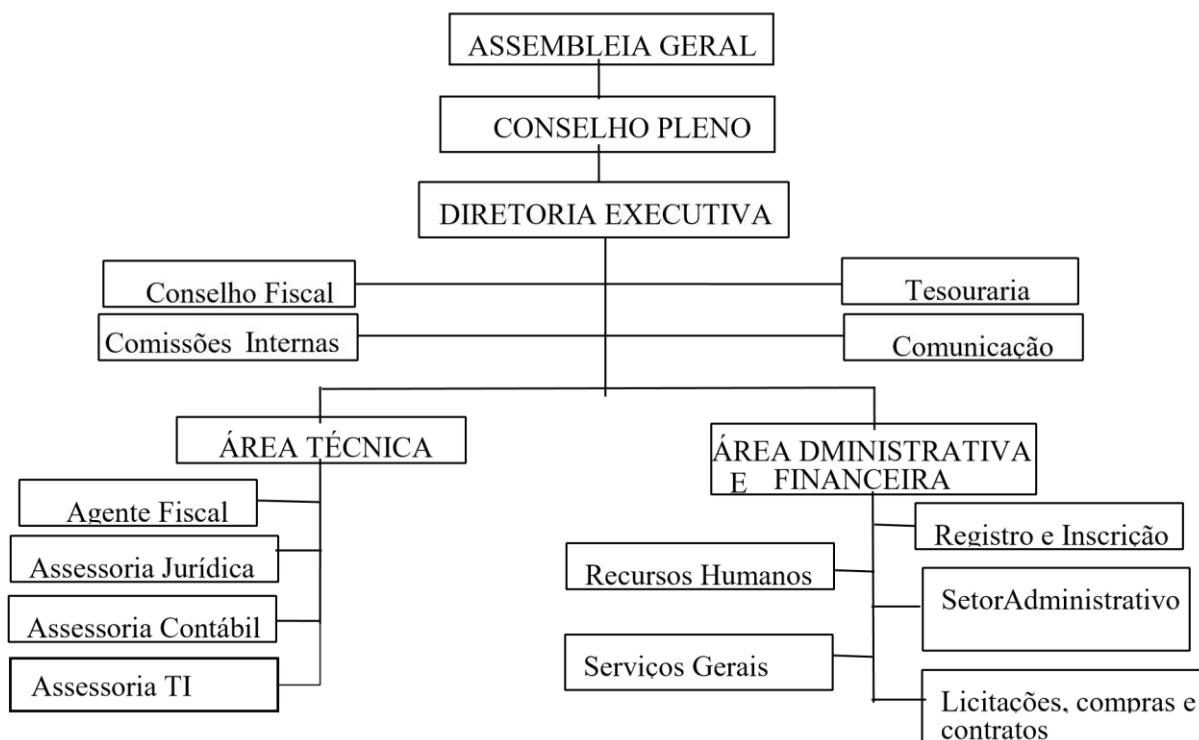 ASSEMBLEIA GERAL
CONSELHO PLENO
DIRETORIA EXECUTIVA
Conselho Fiscal
Tesouraria
Comissões Internas
Comunicação
ÁREA TÉCNICA
ÁREA DMINISTRATIVA
E FINANCEIRA
Agente Fiscal
Assessoria Jurídica
Assessoria Contábil
Assessoria TI
Registro e Inscrição
Recursos Humanos
SetorAdministrativo
Serviços Gerais
Licitações, compras e
contratos